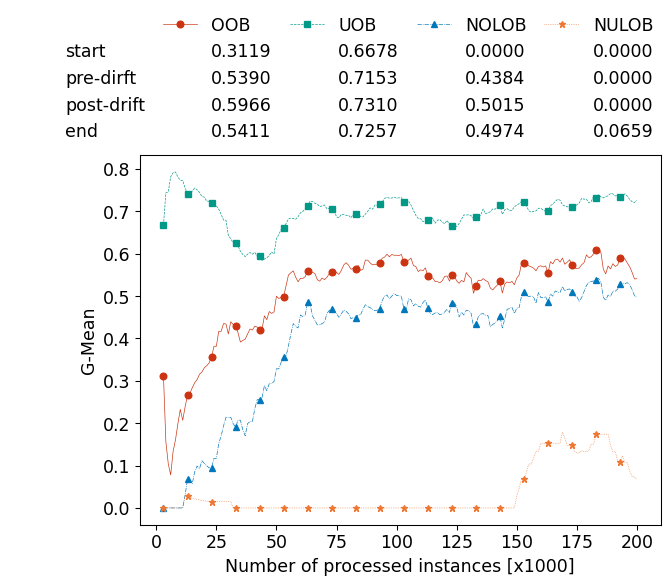 OOB UOB NOLOB NULOB
start 0.3119 0.6678 0.0000 0.0000
pre-dirft 0.5390 0.7153 0.4384 0.0000
post-drift 0.5966 0.7310 0.5015 0.0000
end 0.5411 0.7257 0.4974 0.0659
0.8
0.7
0.6
0.5
0.4
0.3
0.2
0.1
0.0
G-Mean
0 25 50 75 100 125 150 175 200
Number of processed instances [x1000]